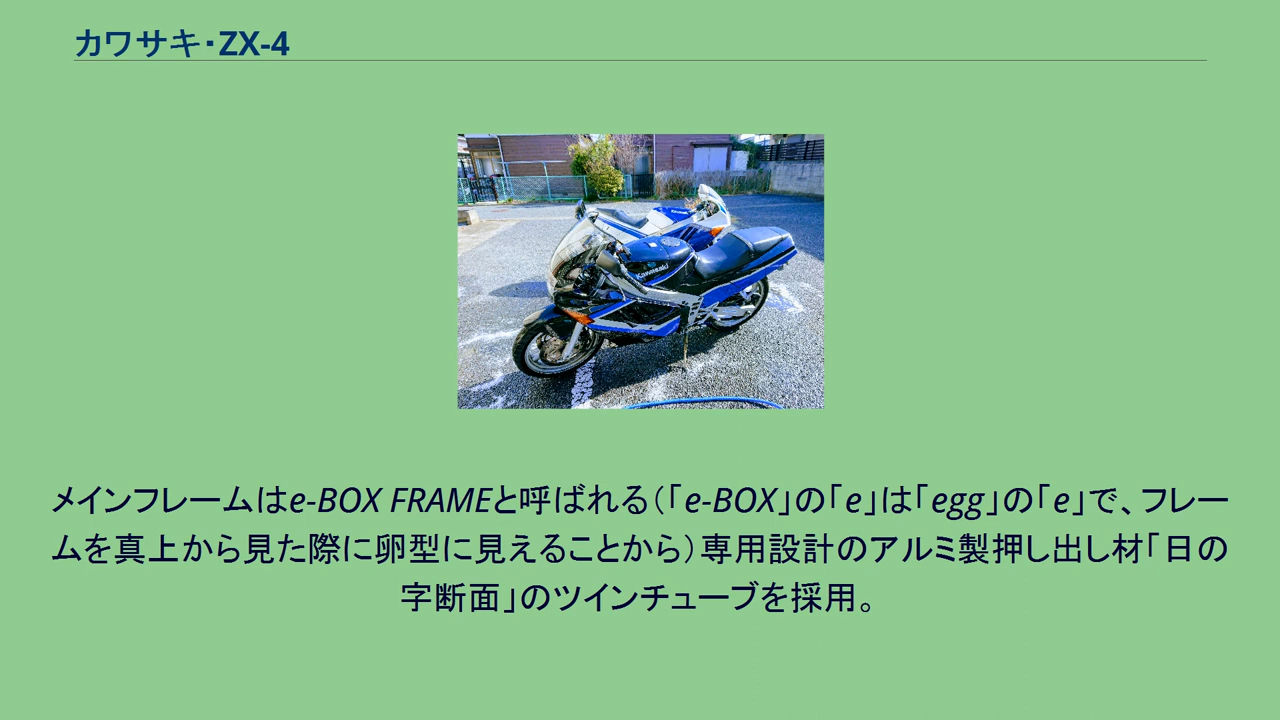 カワサキ・ZX-4
Kawasaki
メインフレームはe-BOX FRAMEと呼ばれる(「e-BOX」の「e」は「egg」の「e」で、フレー
ムを真上から見た際に卵型に見えることから)専用設計のアルミ製押し出し材「日の
字断面」のツインチューブを採用。